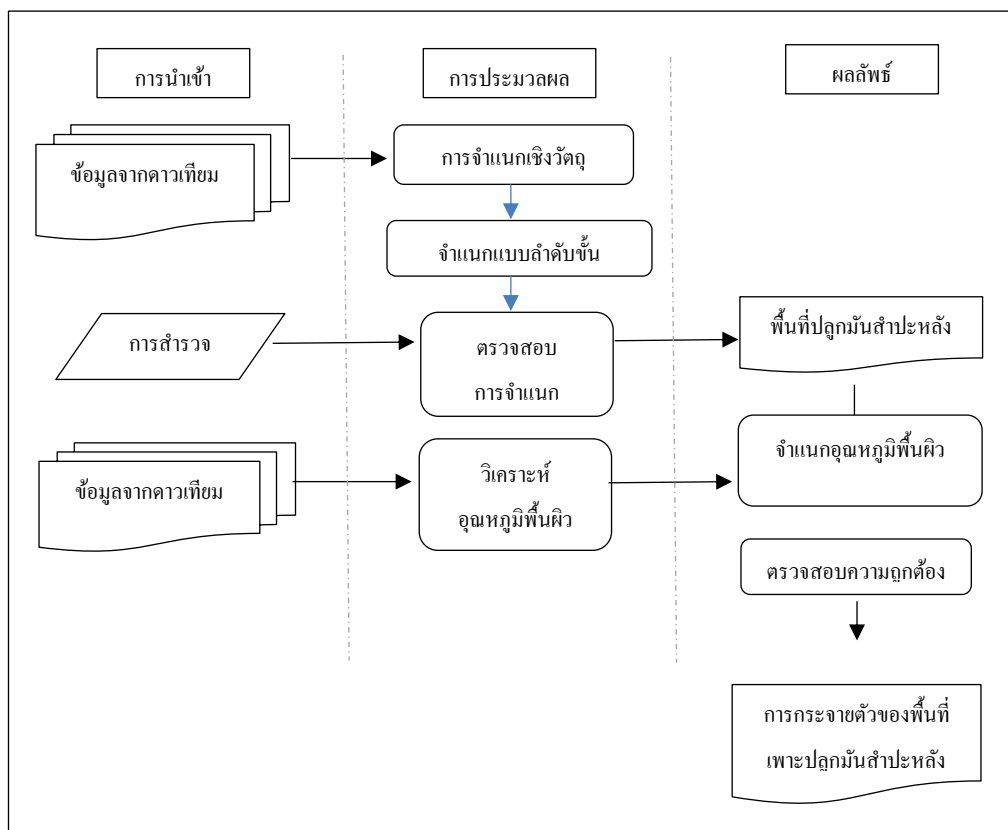 การนำเข้า
การประมวลผล
ผลลัพธ์
ข้อมูลจากดาวเทียม
การจำแนกเชิงวัตถุ
จำแนกแบบลำดับขั้น
การสำรวจ
ตรวจสอบ
การจำแนก
พื้นที่ปลูกมันสำปะหลัง
ข้อมูลจากดาวเทียม
วิเคราะห์
อุณหภูมิพื้นผิว
จำแนกอุณหภูมิพื้นผิว
ตรวจสอบความถูกต้อง
การกระจายตัวของพื้นที่
เพาะปลูกมันสำปะหลัง